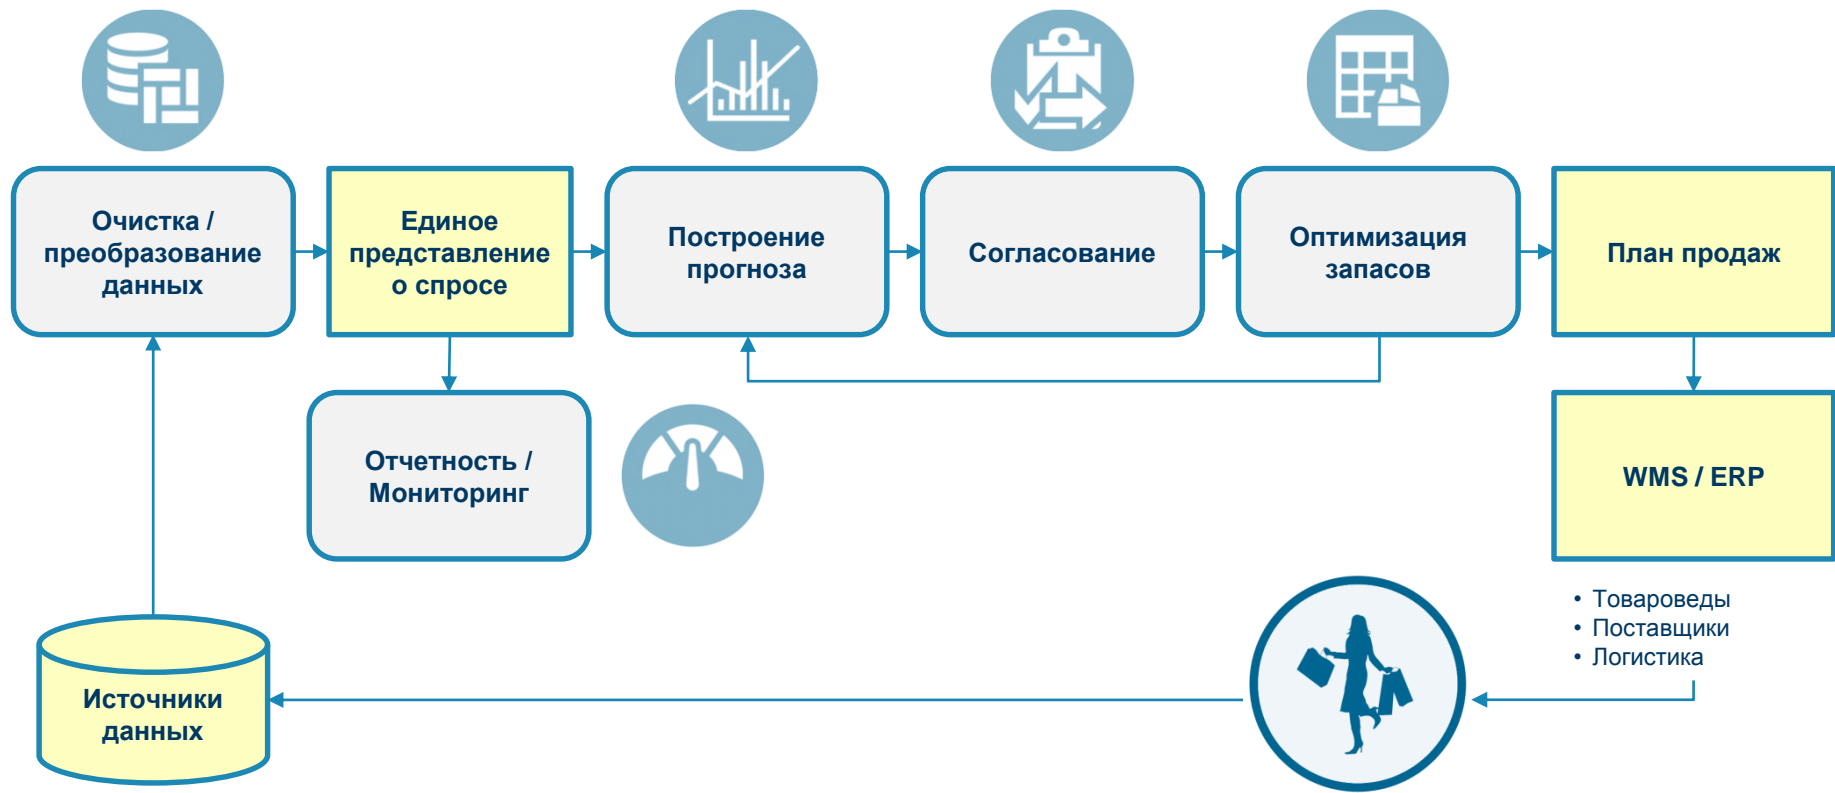 Очистка /
преобразование
данных
Единое
представление
о спросе
Построение
прогноза
Согласование
Оптимизация
запасов
План продаж
Отчетность /
Мониторинг
WMS / ERP
• Товароведы
• Поставщики
• Логистика
Источники
данных